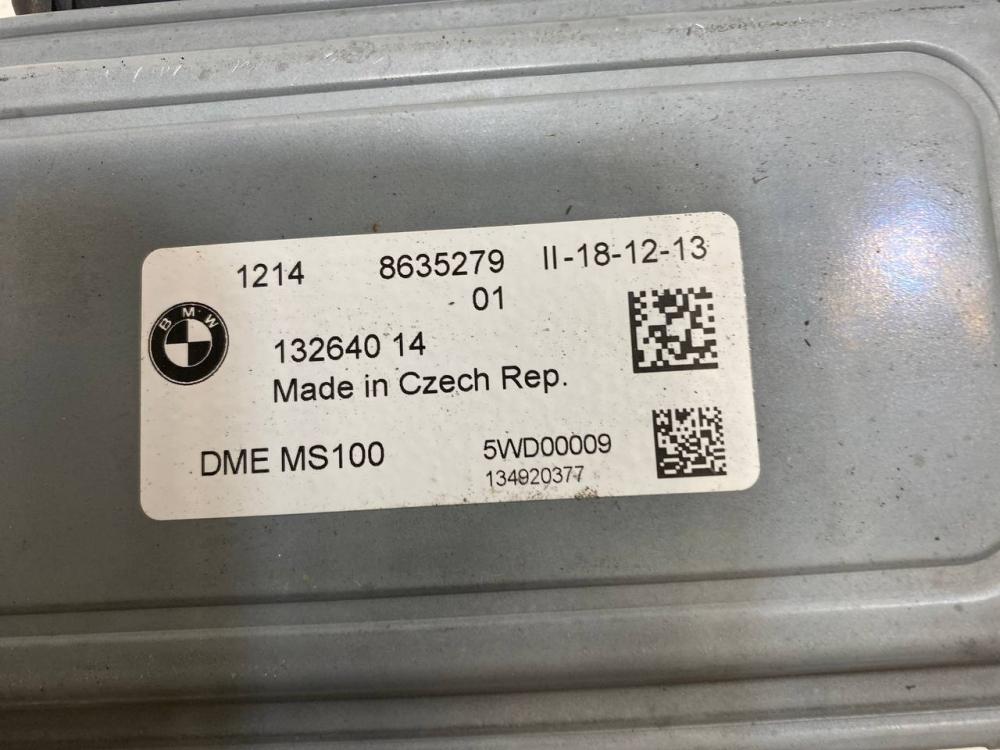 1214 8635279 II-18-12-13
01
BMW
132640 14
Made in Czech Rep.
DME MS100 5WD00009
134920377